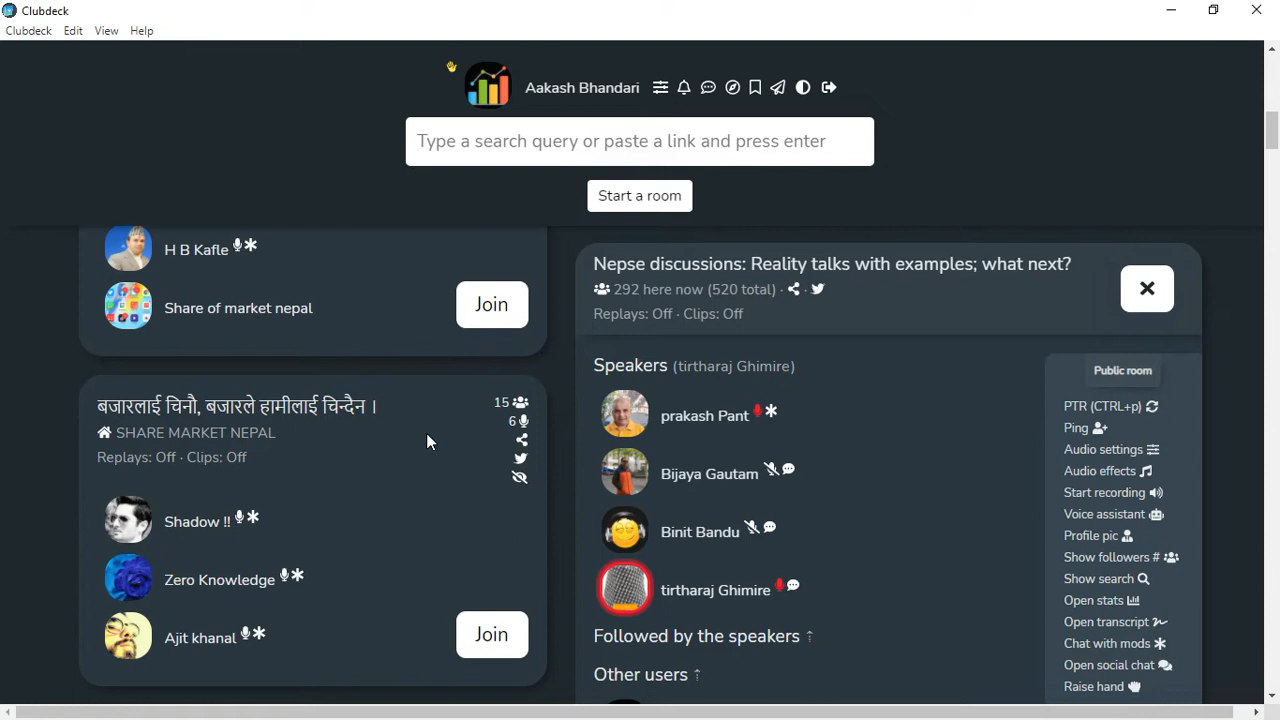 Clubdeck
Clubdeck Edit View Help
Aakash Bhandari
Type a search query or paste a link and press enter
Start a room
H B Kafle
Share of market nepal
Join
बजारलाई चिनौ, बजारले हामीलाई चिन्दैन ।
15
SHARE MARKET NEPAL
6
Replays: Off · Clips: Off
Shadow !!
Zero Knowledge
Ajit khanal
Join
Nepse discussions: Reality talks with examples; what next?
292 here now (520 total) ·  ·
Replays: Off · Clips: Off
Speakers (tirtharaj Ghimire)
prakash Pant
Bijaya Gautam
Binit Bandu
tirtharaj Ghimire
Followed by the speakers ↑
Other users ↑
Public room
PTR (CTRL+p)
Ping
Audio settings
Audio effects
Start recording
Voice assistant
Profile pic
Show followers #
Show search
Open stats
Open transcript
Chat with mods
Open social chat
Raise hand